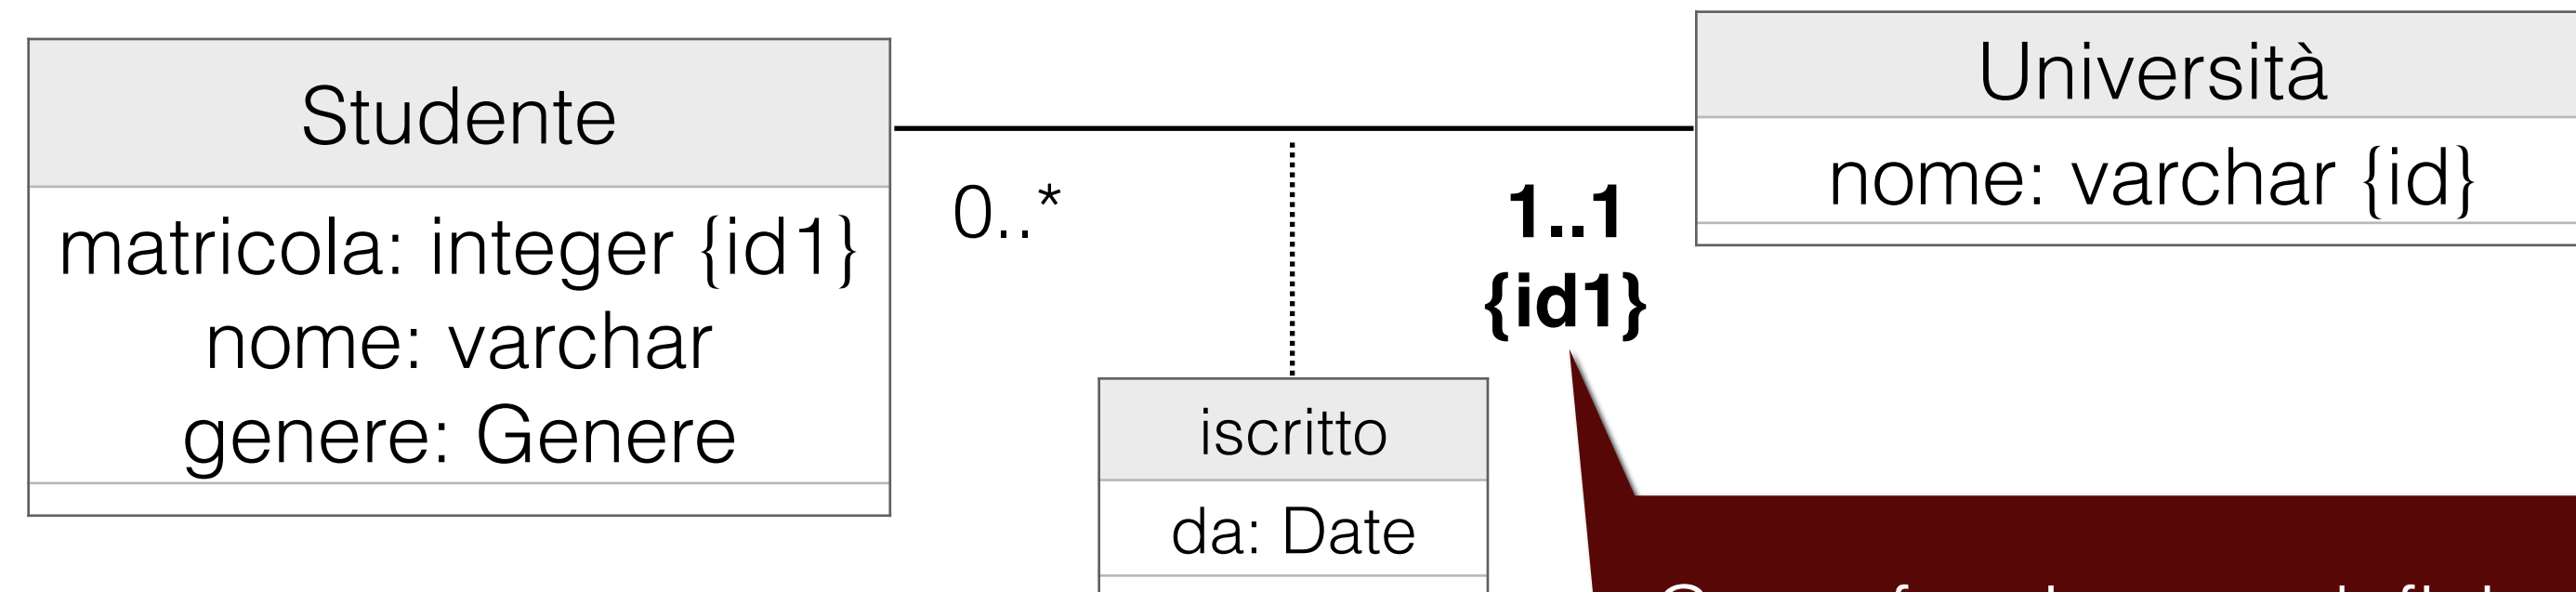 Studente
matricola: integer {id1}
nome: varchar
genere: Genere
0..*
1..1
{id1}
Università
nome: varchar {id}
iscritto
da: Date